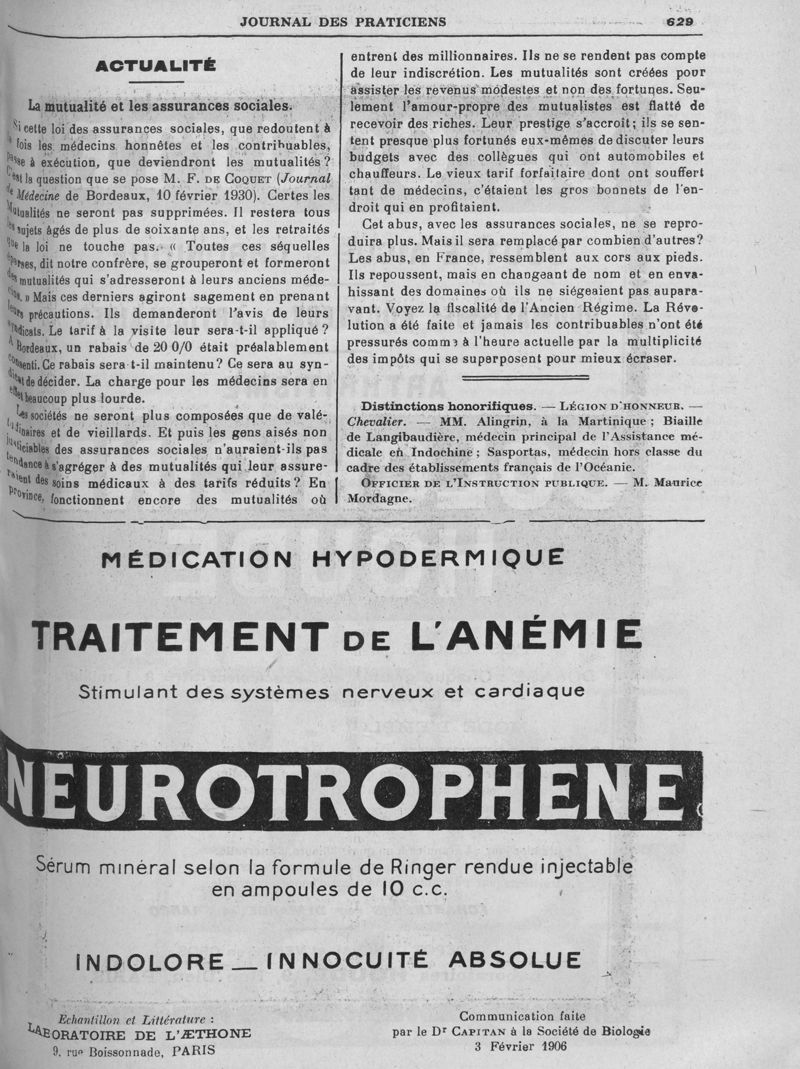 JOURNAL DES PRATICIENS
629
ACTUALITÉ
La mutualité et les assurances sociales.
Si cette loi des assurances sociales, que redoutent à
la fois les médecins honnêtes et les contribuables,
passe à exécution, que deviendront les mutualités ?
C'est la question que se pose M. F. DE COQUET (Journal
de Médecine de Bordeaux, 10 février 1930). Certes les
Mutualités ne seront pas supprimées. Il restera tous
les sujets âgés de plus de soixante ans, et les retraités
que la loi ne touche pas. « Toutes ces séquelles
éparses, dit notre confrère, se grouperont et formeront
des mutualités qui s'adresseront à leurs anciens méde-
cins. » Mais ces derniers agiront sagement en prenant
leurs précautions. Ils demanderont l'avis de leurs
syndicats. Le tarif à la visite leur sera-t-il appliqué ?
A Bordeaux, un rabais de 20 0/0 était préalablement
consenti. Ce rabais sera t-il maintenu ? Ce sera au syn-
dicat de décider. La charge pour les médecins sera en
effet beaucoup plus lourde.
Les sociétés ne seront plus composées que de valé-
tudinaires et de vieillards. Et puis les gens aisés non
justiciables des assurances sociales n'auraient-ils pas
tendance à s'agréger à des mutualités qui leur assure-
raient des soins médicaux à des tarifs réduits ? En
province, fonctionnent encore des mutualités où
entrent des millionnaires. Ils ne se rendent pas compte
de leur indiscrétion. Les mutualités sont créées pour
assister les revenus modestes et non des fortunes. Seu-
lement l'amour-propre des mutualistes est flatté de
recevoir des riches. Leur prestige s'accroît ; ils se sen-
tent presque plus fortunés eux-mêmes de discuter leurs
budgets avec des collègues qui ont automobiles et
chauffeurs. Le vieux tarif forfaitaire dont ont souffert
tant de médecins, c'étaient les gros bonnets de l'en-
droit qui en profitaient.
Cet abus, avec les assurances sociales, ne se repro-
duira plus. Mais il sera remplacé par combien d'autres?
Les abus, en France, ressemblent aux cors aux pieds.
Ils repoussent, mais en changeant de nom et en enva-
hissant des domaines où ils ne siégeaient pas aupara-
vant. Voyez la fiscalité de l'Ancien Régime. La Révo-
lution a été faite et jamais les contribuables n'ont été
pressurés comme à l'heure actuelle par la multiplicité
des impôts qui se superposent pour mieux écraser.
Distinctions honorifiques. — LÉGION D'HONNEUR. —
Chevalier. — MM. Alingrin, à la Martinique ; Biaille
de Langibaudière, médecin principal de l'Assistance mé-
dicale en Indochine ; Sasportas, médecin hors classe du
cadre des établissements français de l'Océanie.
OFFICIER DE L'INSTRUCTION PUBLIQUE. — M. Maurice
Mordagne.
MÉDICATION HYPODERMIQUE
TRAITEMENT DE L'ANÉMIE
Stimulant des systèmes nerveux et cardiaque
NEUROTROPHENE
Sérum minéral selon la formule de Ringer rendue injectable
en ampoules de 10 c.c.
INDOLORE — INNOCUITÉ ABSOLUE
Echantillon et Littérature :
LABORATOIRE DE L'ÆTHONE
9, rue Boissonnade, PARIS
Communication faite
par le Dr CAPITAN à la Société de Biologie
3 Février 1906